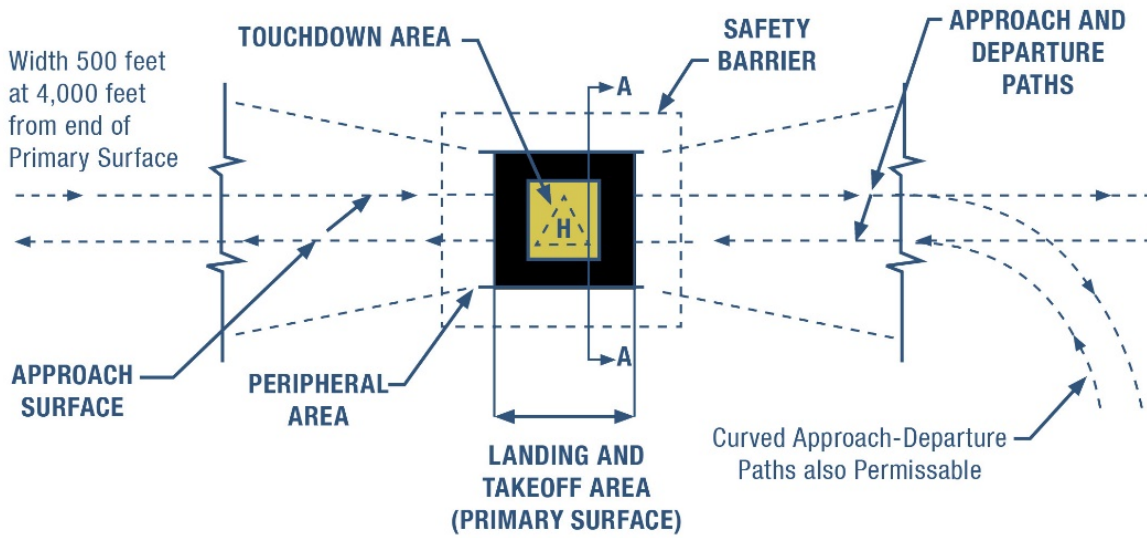 TOUCHDOWN AREA
SAFETY
BARRIER
APPROACH AND
DEPARTURE
PATHS
Width 500 feet
at 4,000 feet
from end of
Primary Surface
A
H
A
APPROACH
SURFACE
PERIPHERAL
AREA
LANDING AND
TAKEOFF AREA
(PRIMARY SURFACE)
Curved Approach-Departure
Paths also Permissable